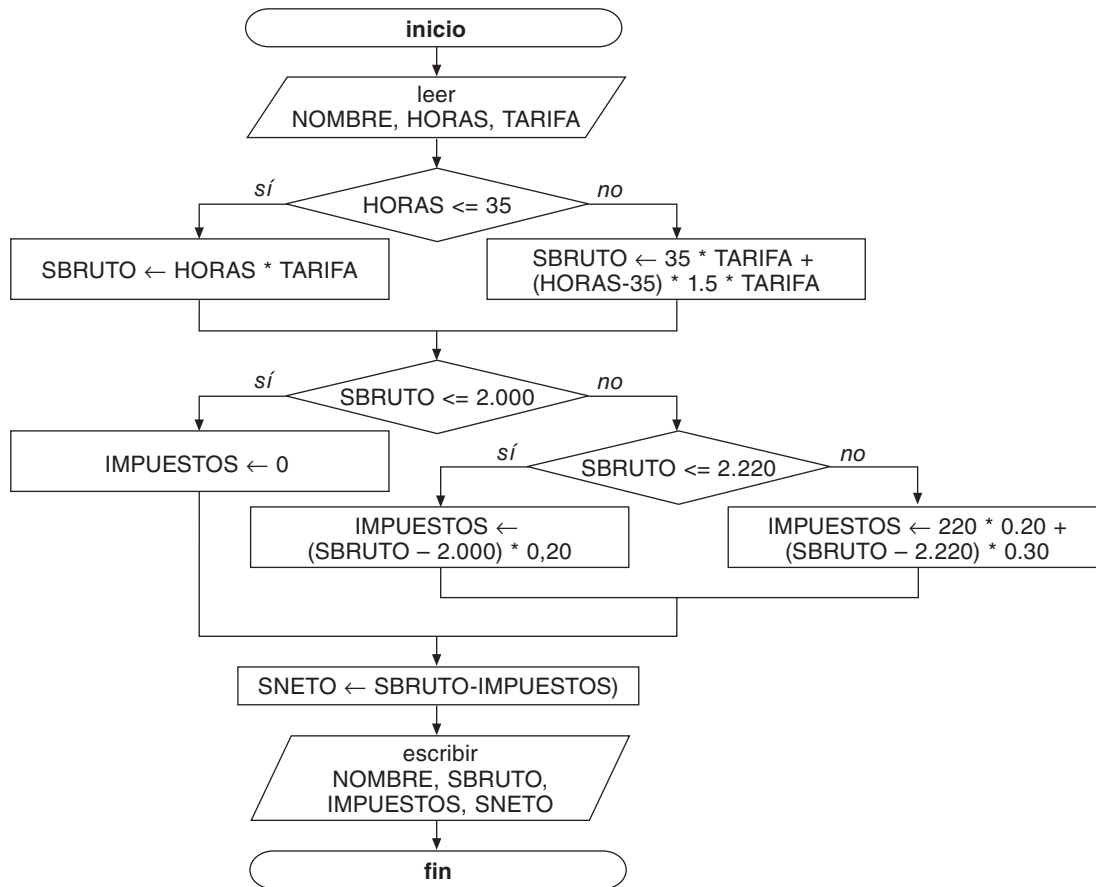 inicio
leer
NOMBRE, HORAS, TARIFA
sí
HORAS <= 35
no
SBRUTO ← HORAS * TARIFA
SBRUTO ← 35 * TARIFA +
(HORAS-35) * 1.5 * TARIFA
sí
SBRUTO <= 2.000
no
IMPUESTOS ← 0
sí
SBRUTO <= 2.220
no
IMPUESTOS ←
(SBRUTO – 2.000) * 0,20
IMPUESTOS ← 220 * 0.20 +
(SBRUTO – 2.220) * 0.30
SNETO ← SBRUTO-IMPUESTOS)
escribir
NOMBRE, SBRUTO,
IMPUESTOS, SNETO
fin